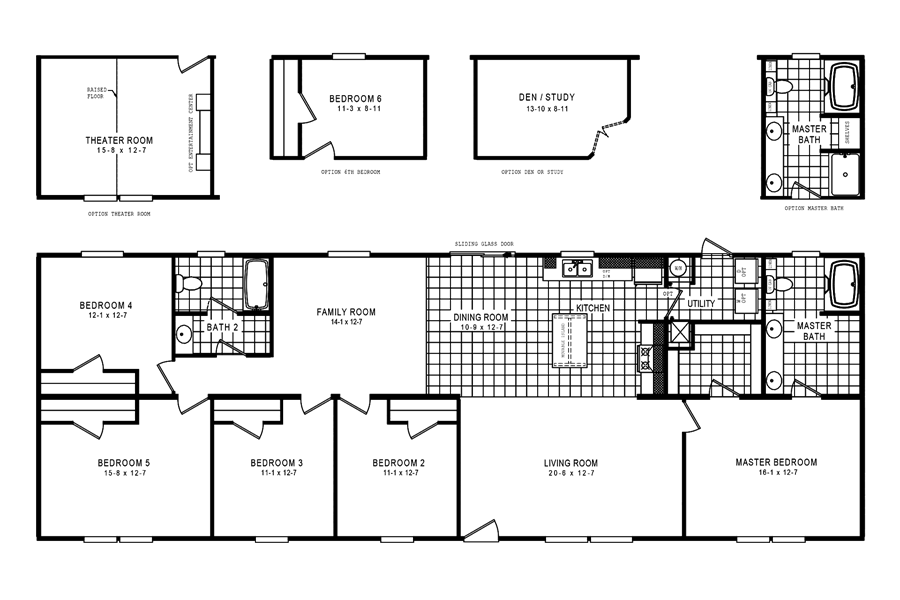 RAISED
FLOOR
THEATER ROOM
15-8 x 12-7
OPT ENTERTAINMENT CENTER
OPTION THEATER ROOM
BEDROOM 6
11-3 x 8-11
OPTION 6TH BEDROOM
DEN / STUDY
13-10 x 8-11
OPTION DEN OR STUDY
MASTER
BATH
SHELVES
OPTION MASTER BATH
SLIDING GLASS DOOR
BEDROOM 4
12-1 x 12-7
BATH 2
FAMILY ROOM
14-1 x 12-7
DINING ROOM
10-9 x 12-7
KITCHEN
OPT
D/W
MOVABLE ISLAND
OPT
W/H
UTILITY
D
OPT
W
OPT
MASTER
BATH
BEDROOM 5
15-8 x 12-7
BEDROOM 3
11-1 x 12-7
BEDROOM 2
11-1 x 12-7
LIVING ROOM
20-6 x 12-7
MASTER BEDROOM
16-1 x 12-7